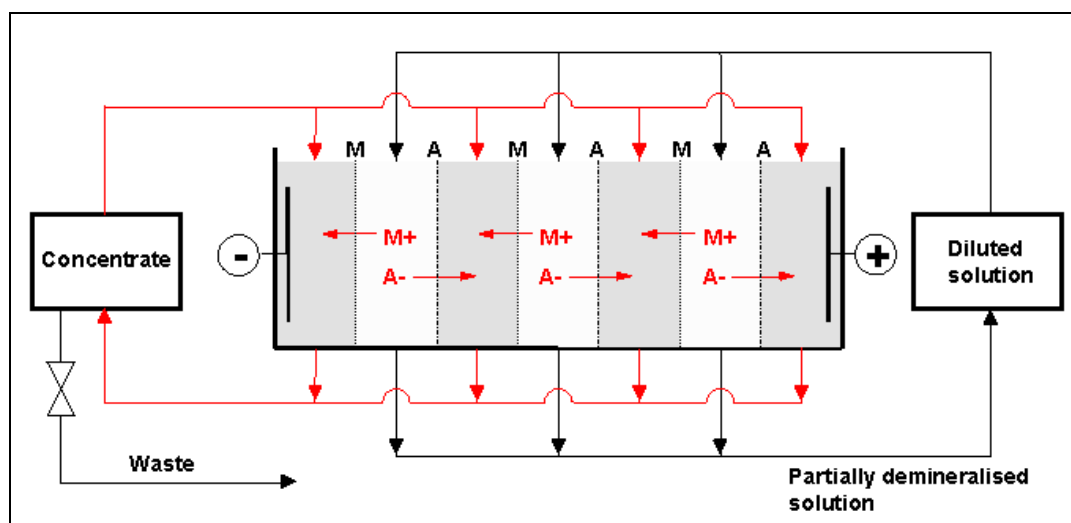 M A M A M A
M+ M+ M+
A- A- A-
-
+
Concentrate
Diluted
solution
Waste
Partially demineralised
solution